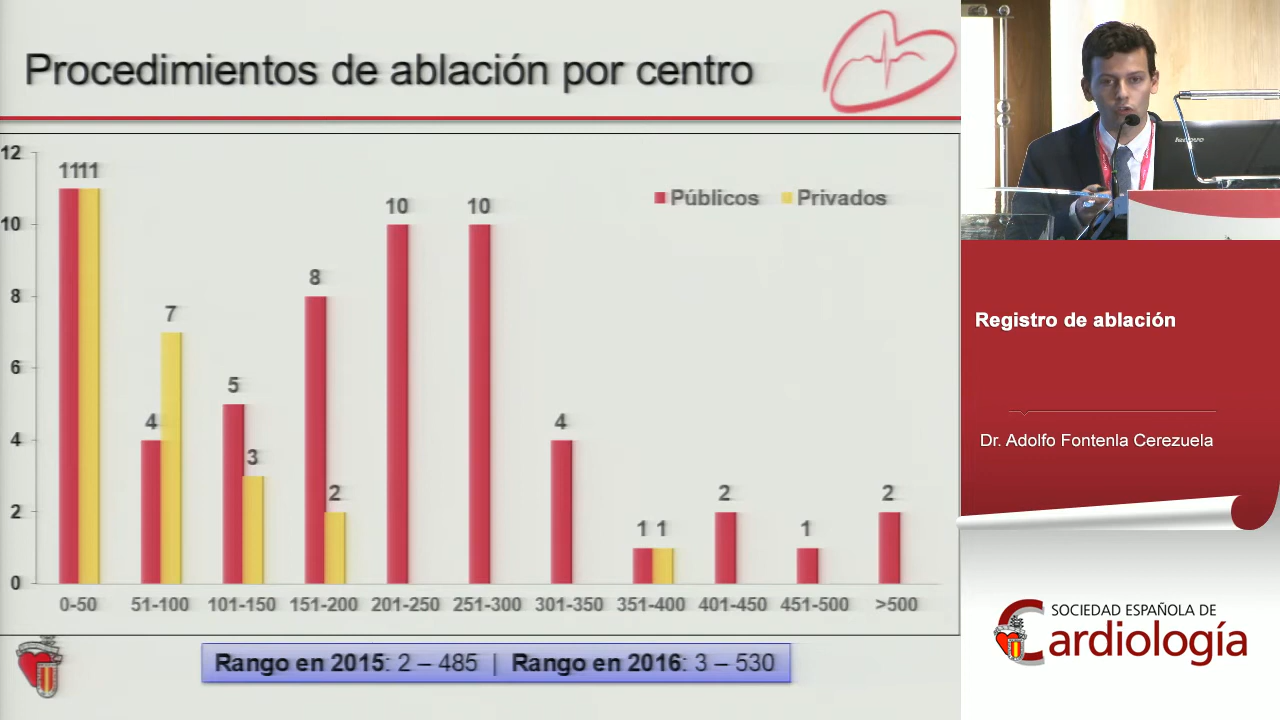 Procedimientos de ablación por centro
12
10
8
6
4
2
0
11 11
4 7
5 3
8 2
10
10
4
1 1
2
1
2
Públicos Privados
0-50 51-100 101-150 151-200 201-250 251-300 301-350 351-400 401-450 451-500 >500
Rango en 2015: 2 – 485 | Rango en 2016: 3 – 530
lenovo
Registro de ablación
Dr. Adolfo Fontenla Cerezuela
SOCIEDAD ESPAÑOLA DE
Cardiología